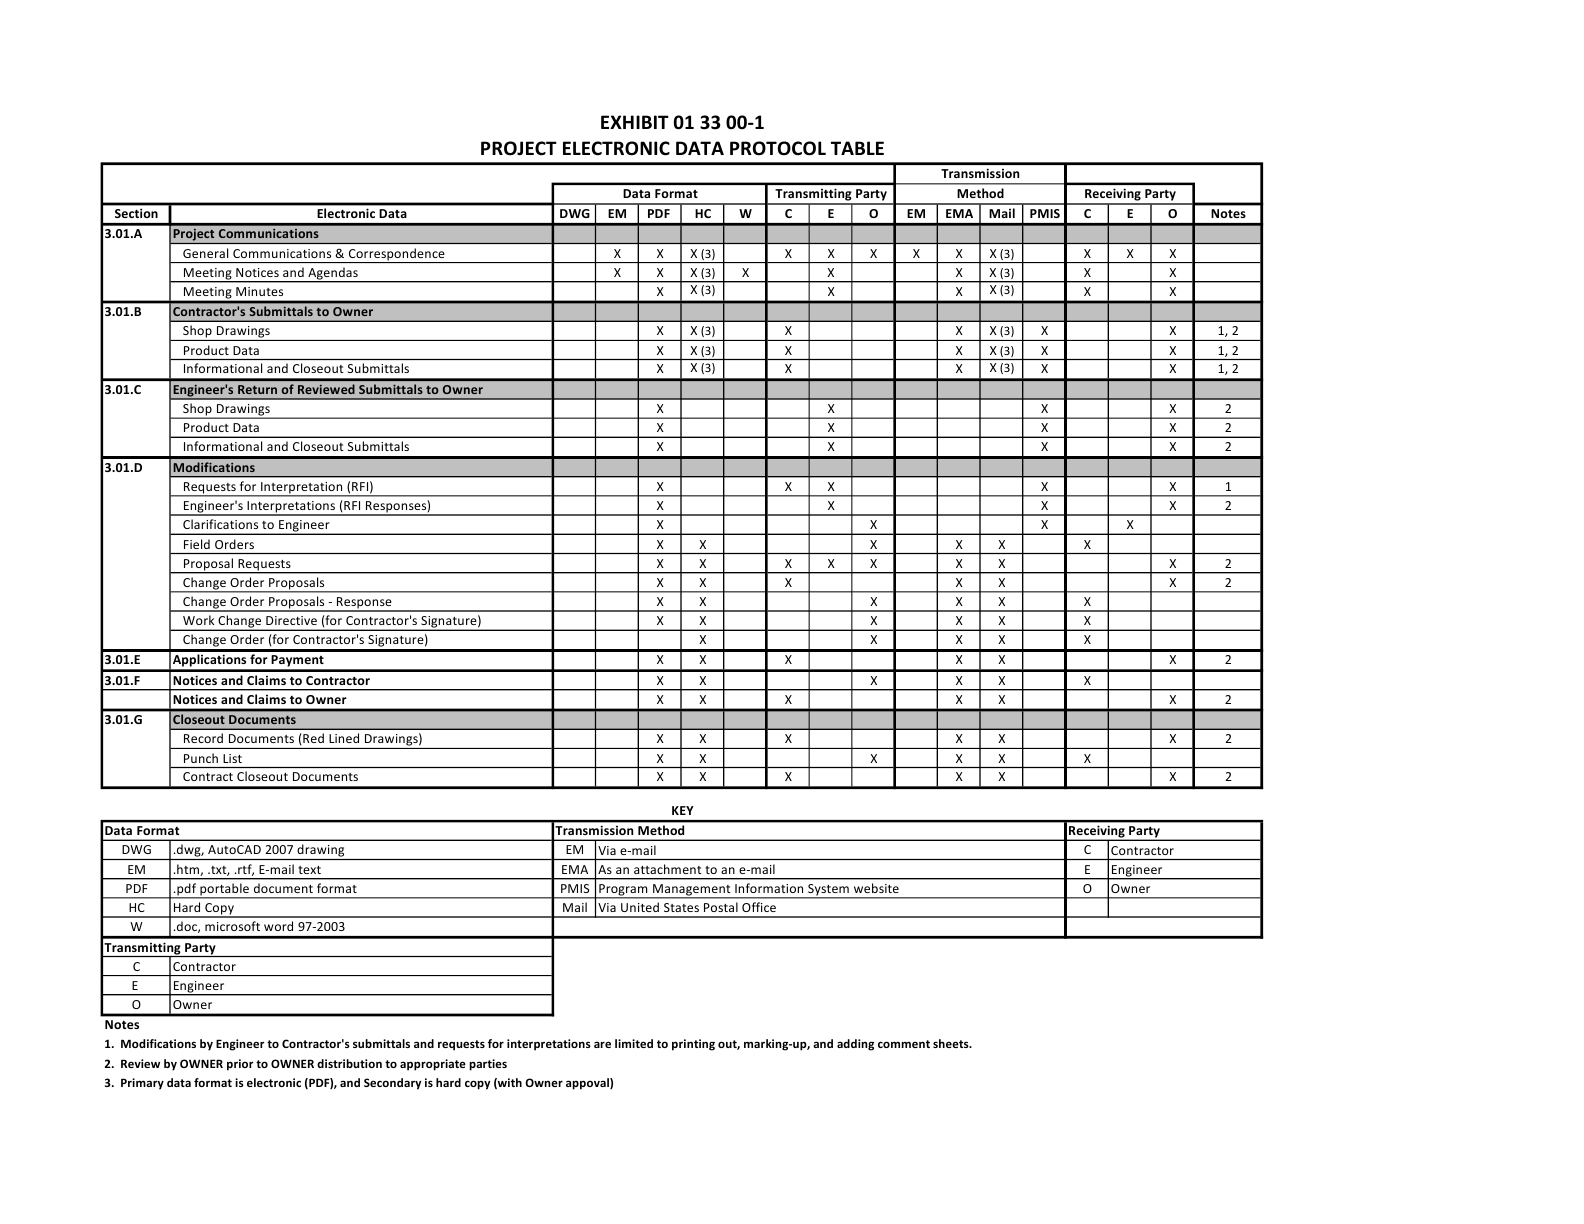 EXHIBIT 01 33 00-1
PROJECT ELECTRONIC DATA PROTOCOL TABLE
Transmission
Data Format Transmitting Party Method Receiving Party
Section Electronic Data DWG EM PDF HC W C E O EM EMA Mail PMIS C E O Notes
3.01.A Project Communications
General Communications & Correspondence X X X (3) X X X X X X (3) X X X
Meeting Notices and Agendas X X X (3) X X X X (3) X X
Meeting Minutes X X (3) X X X (3) X X
3.01.B Contractor's Submittals to Owner
Shop Drawings X X (3) X X X (3) X X 1, 2
Product Data X X (3) X X X (3) X X 1, 2
Informational and Closeout Submittals X X (3) X X X (3) X X 1, 2
3.01.C Engineer's Return of Reviewed Submittals to Owner
Shop Drawings X X X X 2
Product Data X X X X 2
Informational and Closeout Submittals X X X X 2
3.01.D Modifications
Requests for Interpretation (RFI) X X X X X 1
Engineer's Interpretations (RFI Responses) X X X X 2
Clarifications to Engineer X X X X
Field Orders X X X X X X
Proposal Requests X X X X X X X X 2
Change Order Proposals X X X X X X 2
Change Order Proposals - Response X X X X X X
Work Change Directive (for Contractor's Signature) X X X X X X
Change Order (for Contractor's Signature) X X X X X
3.01.E Applications for Payment X X X X X X 2
3.01.F Notices and Claims to Contractor X X X X X X
Notices and Claims to Owner X X X X X X 2
3.01.G Closeout Documents
Record Documents (Red Lined Drawings) X X X X X X 2
Punch List X X X X X X
Contract Closeout Documents X X X X X X 2
KEY
Data Format Transmission Method Receiving Party
DWG .dwg, AutoCAD 2007 drawing EM Via e-mail C Contractor
EM .htm, .txt, .rtf, E-mail text EMA As an attachment to an e-mail E Engineer
PDF .pdf portable document format PMIS Program Management Information System website O Owner
HC Hard Copy Mail Via United States Postal Office
W .doc, microsoft word 97-2003
Transmitting Party
C Contractor
E Engineer
O Owner
Notes
1. Modifications by Engineer to Contractor's submittals and requests for interpretations are limited to printing out, marking-up, and adding comment sheets.
2. Review by OWNER prior to OWNER distribution to appropriate parties
3. Primary data format is electronic (PDF), and Secondary is hard copy (with Owner appoval)